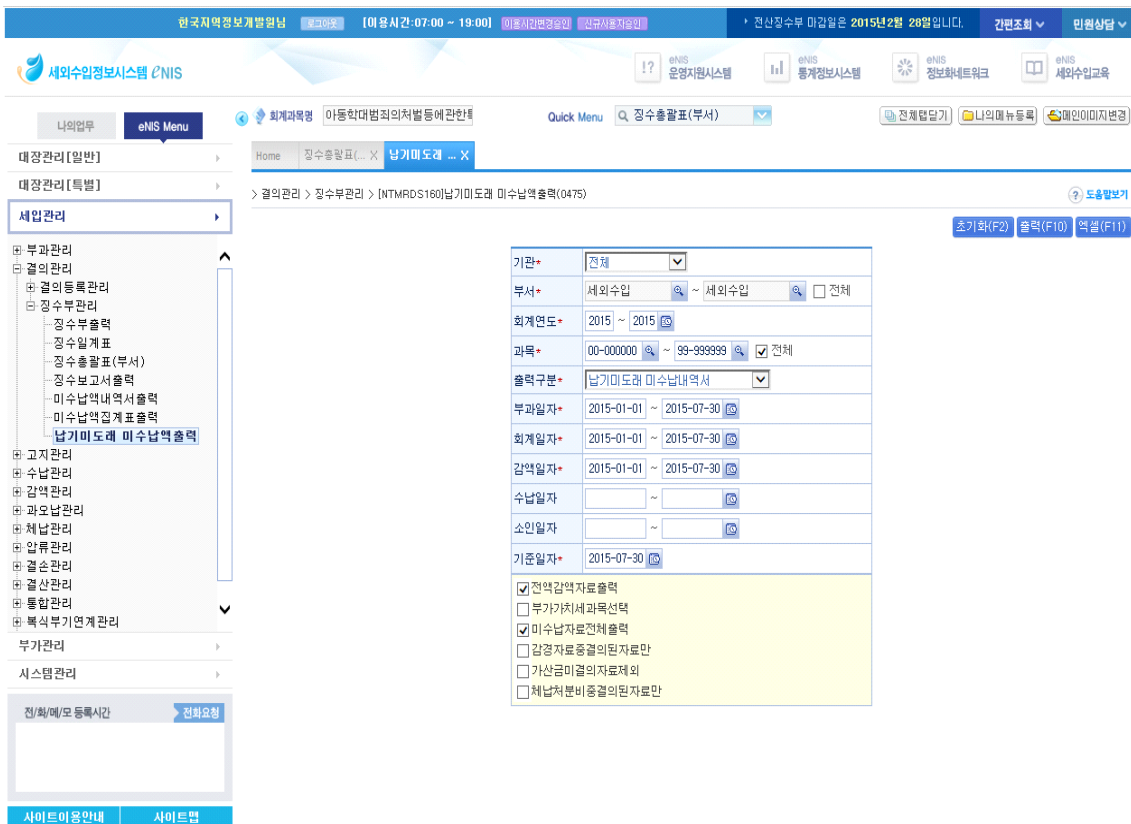 한국지역정보개발원님 로그아웃 [이용시간:07:00 ~ 19:00] 이용시간변경승인 신규사용자승인 전산징수부 마감일은 2015년2월 28일입니다. 간편조회 민원상담
세외수입정보시스템 eNIS
!? eNIS 운영지원시스템
eNIS 통계정보시스템
eNIS 정보화네트워크
eNIS 세외수입교육
나의업무 eNIS Menu
회계과목명 아동학대범죄의처벌등에관한
Quick Menu 징수총괄표(부서)
전체탭닫기 나의메뉴등록 메인이미지변경
Home 징수총괄표(... X 납기미도래 ... X
> 결의관리 > 징수부관리 > [NTMRDS160]납기미도래 미수납액출력(0475)
? 도움말보기
초기화(F2) 출력(F10) 엑셀(F11)
대장관리[일반]
대장관리[특별]
세입관리
부과관리
결의관리
결의등록관리
징수부관리
징수부출력
징수일계표
징수총괄표(부서)
징수보고서출력
미수납액내역서출력
미수납액집계표출력
납기미도래 미수납액출력
고지관리
수납관리
감액관리
과오납관리
체납관리
압류관리
결손관리
결산관리
통합관리
복식부기연계관리
부가관리
시스템관리
전/화/메/모 등록시간 전화요청
사이트이용안내 사이트맵
기관* 전체
부서* 세외수입 ~ 세외수입 전체
회계연도* 2015 ~ 2015
과목* 00-000000 ~ 99-999999 전체
출력구분* 납기미도래 미수납내역서
부과일자* 2015-01-01 ~ 2015-07-30
회계일자* 2015-01-01 ~ 2015-07-30
감액일자* 2015-01-01 ~ 2015-07-30
수납일자 ~
소인일자 ~
기준일자* 2015-07-30
전액감액자료출력
부가가치세과목선택
미수납자료전체출력
감경자료중결의된자료만
가산금미결의자료제외
체납처분비중결의된자료만